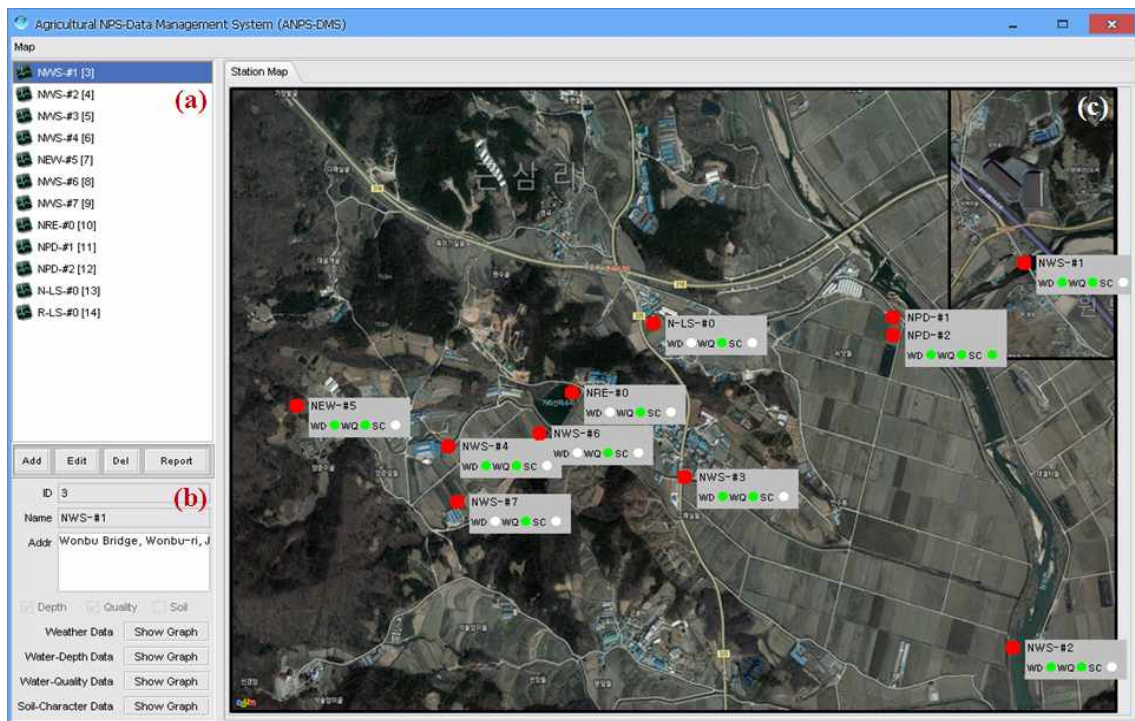 Agricultural NPS-Data Management System (ANPS-DMS)
Map
NWS-#1 [3]
NWS-#2 [4]
NWS-#3 [5]
NWS-#4 [6]
NEW-#5 [7]
NWS-#6 [8]
NWS-#7 [9]
NRE-#0 [10]
NPD-#1 [11]
NPD-#2 [12]
N-LS-#0 [13]
R-LS-#0 [14]
(a)
Add Edit Del Report
(b)
ID 3
Name NWS-#1
Addr Wonbu Bridge, Wonbu-ri, J
Depth Quality Soil
Weather Data Show Graph
Water-Depth Data Show Graph
Water-Quality Data Show Graph
Soil-Character Data Show Graph
Station Map
(c)
은삼리
NWS-#1
WD WQ SC
N-LS-#0
WD WQ SC
NPD-#1
NPD-#2
WD WQ SC
NRE-#0
WD WQ SC
NEW-#5
WD WQ SC
NWS-#6
WD WQ SC
NWS-#4
WD WQ SC
NWS-#3
WD WQ SC
NWS-#7
WD WQ SC
NWS-#2
WD WQ SC